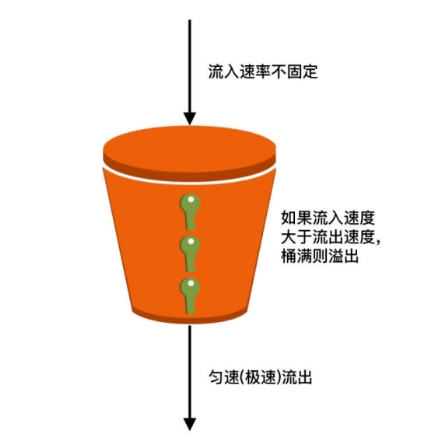 流入速率不固定
如果流入速度
大于流出速度,
桶满则溢出
匀速(极速)流出